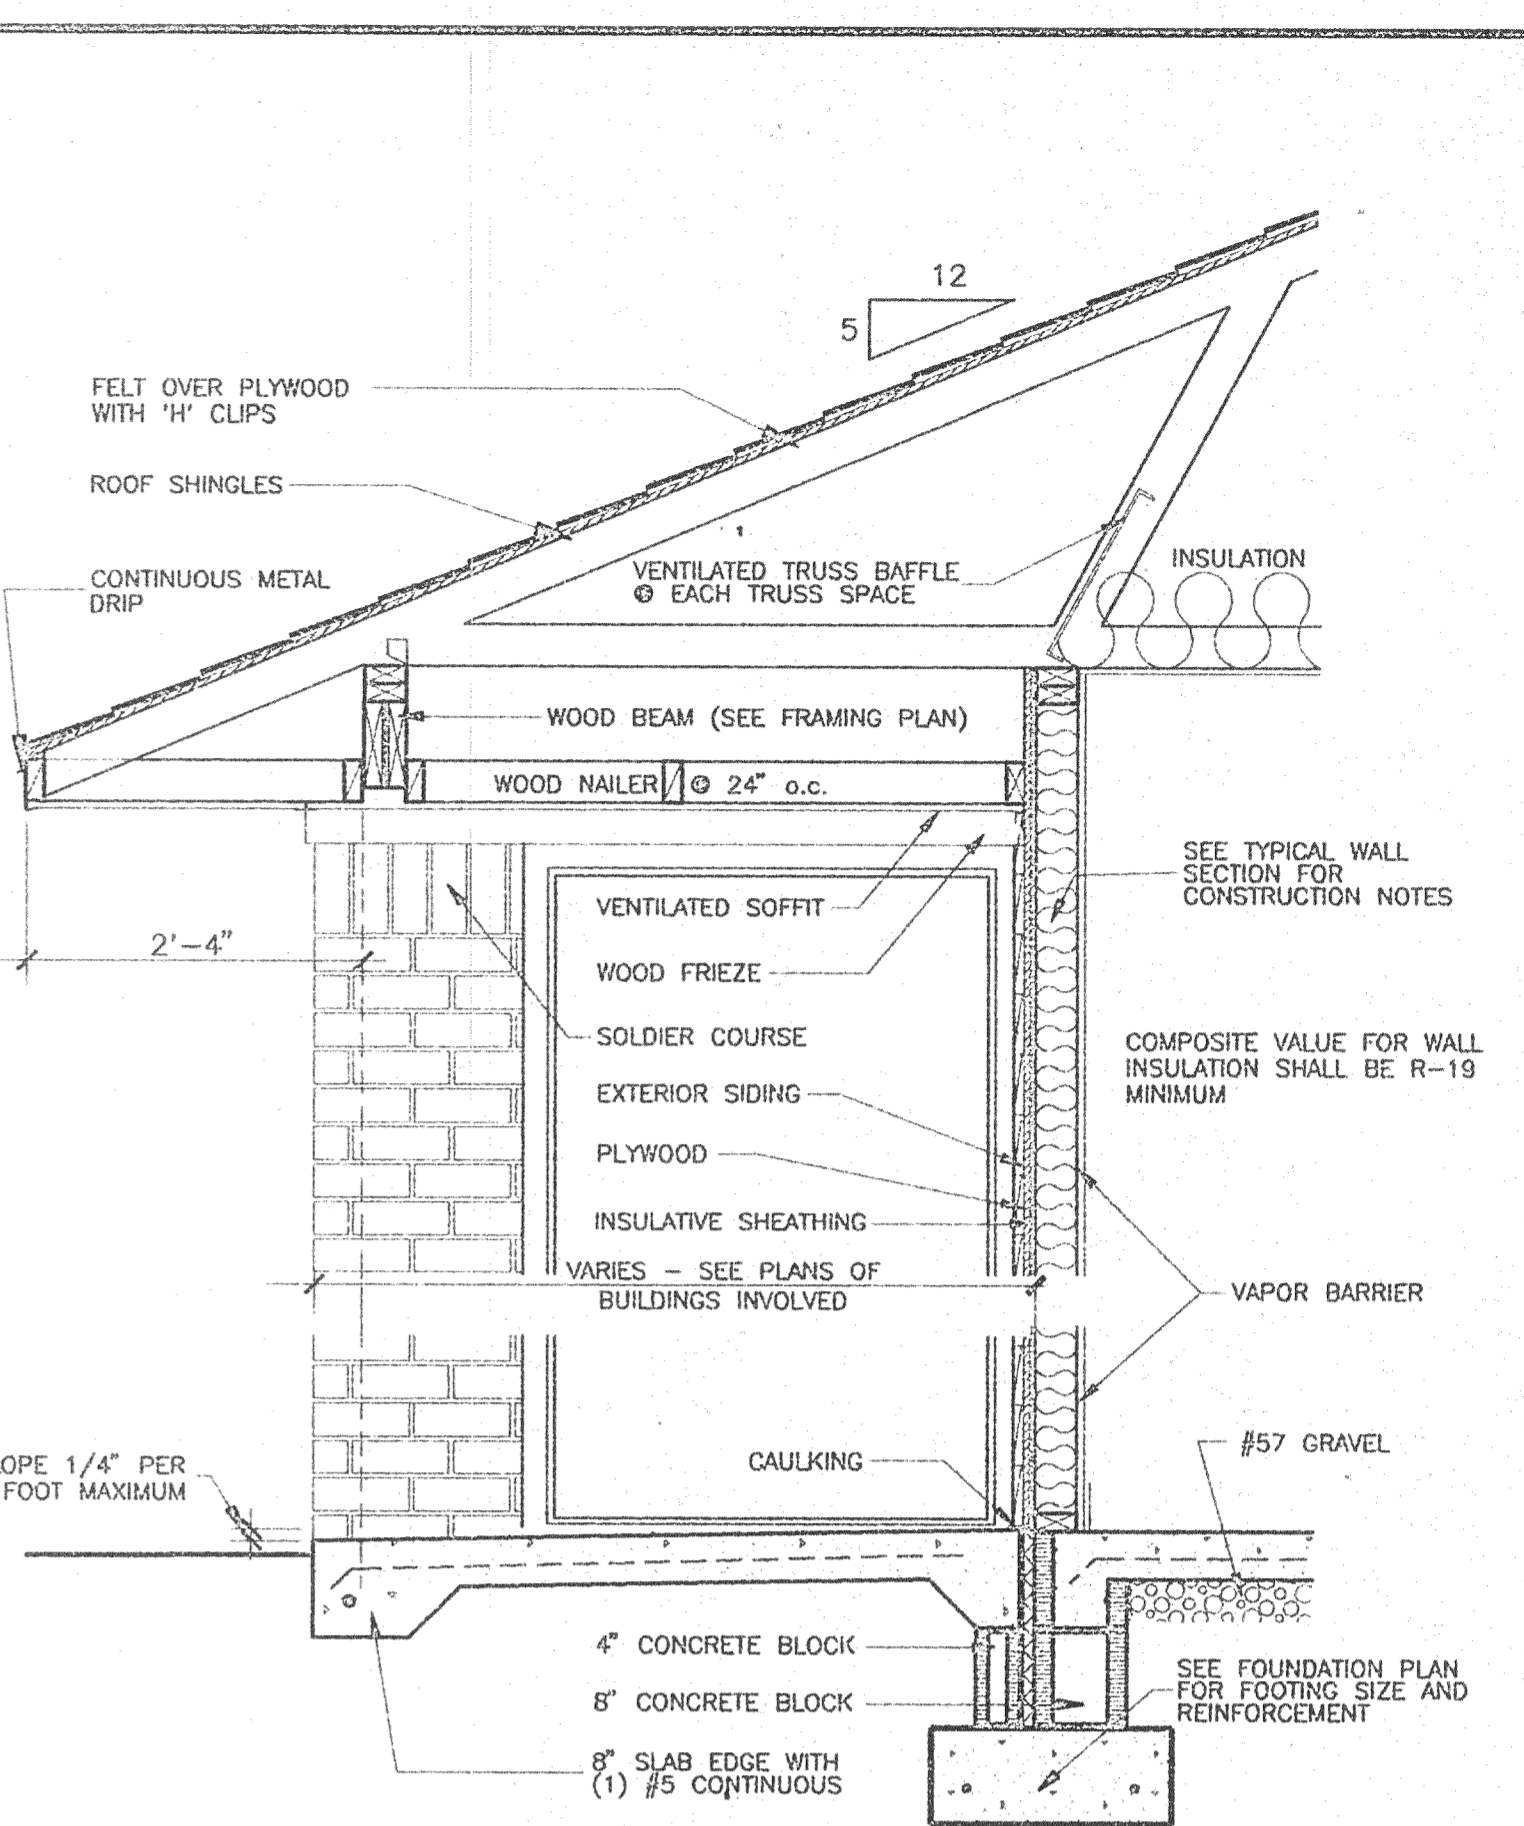 12
5
FELT OVER PLYWOOD
WITH 'H' CLIPS
ROOF SHINGLES
CONTINUOUS METAL
DRIP
VENTILATED TRUSS BAFFLE
@ EACH TRUSS SPACE
INSULATION
WOOD BEAM (SEE FRAMING PLAN)
WOOD NAILER @ 24" o.c.
SEE TYPICAL WALL
SECTION FOR
CONSTRUCTION NOTES
VENTILATED SOFFIT
2'-4"
WOOD FRIEZE
SOLDIER COURSE
COMPOSITE VALUE FOR WALL
INSULATION SHALL BE R-19
MINIMUM
EXTERIOR SIDING
PLYWOOD
INSULATIVE SHEATHING
VARIES - SEE PLANS OF
BUILDINGS INVOLVED
VAPOR BARRIER
#57 GRAVEL
CAULKING
OPE 1/4" PER
FOOT MAXIMUM
4" CONCRETE BLOCK
8" CONCRETE BLOCK
SEE FOUNDATION PLAN
FOR FOOTING SIZE AND
REINFORCEMENT
8" SLAB EDGE WITH
(1) #5 CONTINUOUS